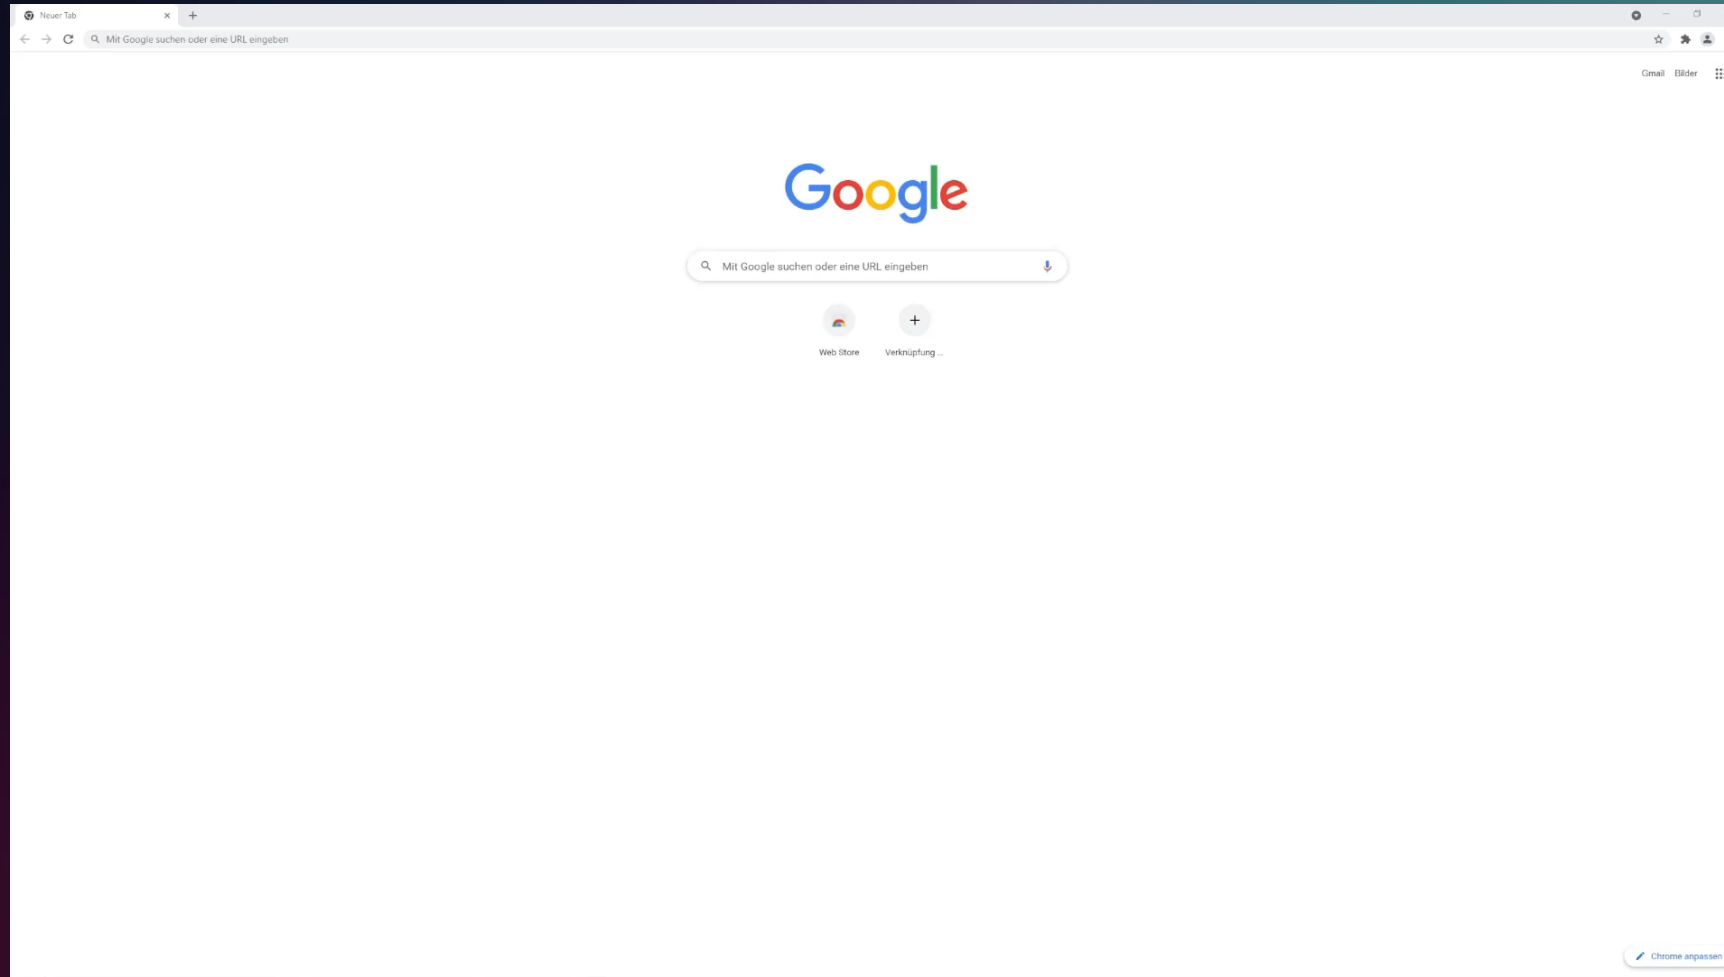 Neuer Tab
Mit Google suchen oder eine URL eingeben
Gmail Bilder
Google
Mit Google suchen oder eine URL eingeben
Web Store Verknüpfung ...
Chrome anpassen